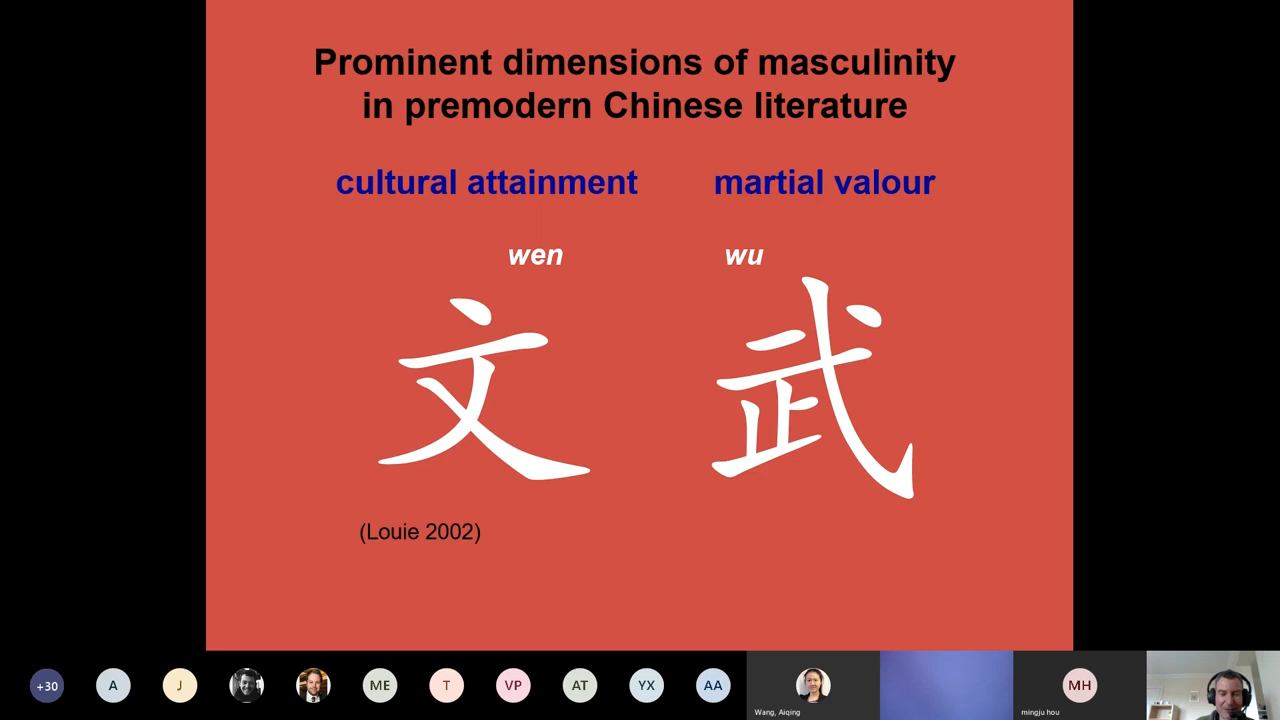 Prominent dimensions of masculinity
in premodern Chinese literature
cultural attainment martial valour
wen wu
文 武
(Louie 2002)
+30 A J ME T VP AT YX AA MH
Wang, Aiqing mingju hou